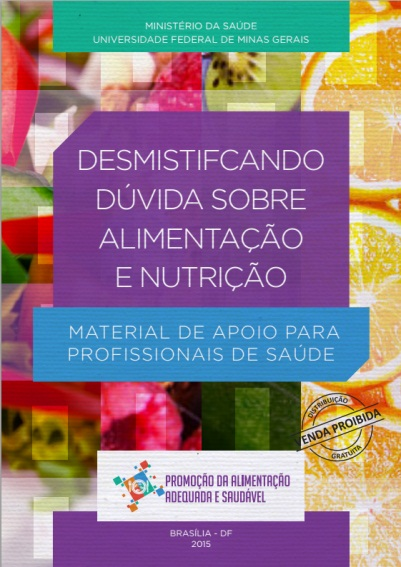 MINISTÉRIO DA SAÚDE
UNIVERSIDADE FEDERAL DE MINAS GERAIS
DESMISTIFCANDO
DÚVIDA SOBRE
ALIMENTAÇÃO
E NUTRIÇÃO
MATERIAL DE APOIO PARA
PROFISSIONAIS DE SAÚDE
DISTRIBUIÇÃO
ENDA PROIBIDA
GRATUITA
PROMOÇÃO DA ALIMENTAÇÃO
ADEQUADA E SAUDÁVEL
BRASÍLIA - DF
2015